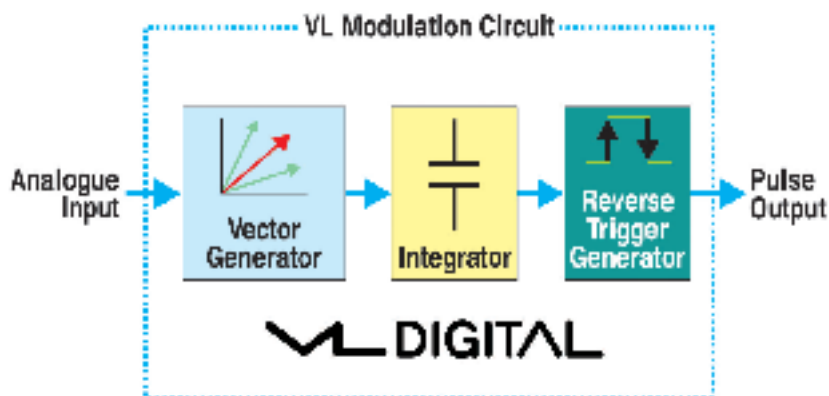 VL Modulation Circuit
Analogue
Input
Vector
Generator
Integrator
Reverse
Trigger
Generator
Pulse
Output
VL DIGITAL